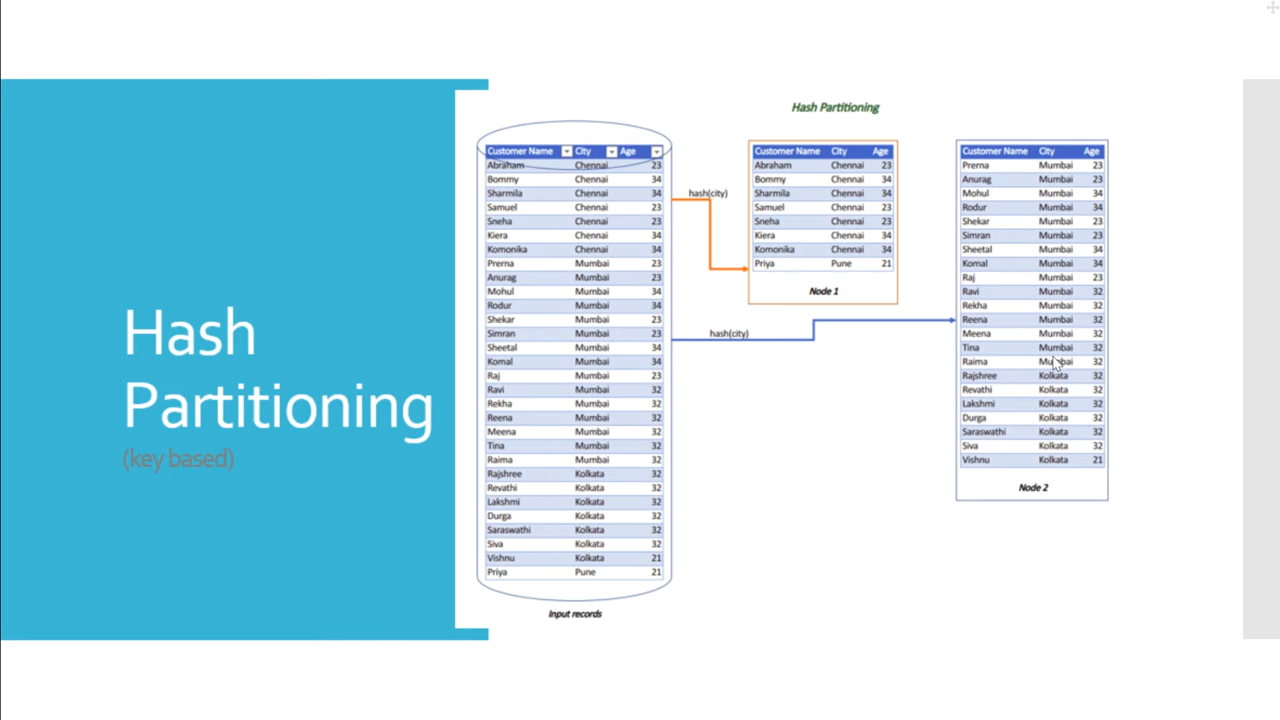 Hash
Partitioning
(key based)
Hash Partitioning
Customer Name City Age
Abraham Chennai 23
Bommy Chennai 34
Sharmila Chennai 34
Samuel Chennai 23
Sneha Chennai 23
Kiera Chennai 34
Komonika Chennai 34
Prerna Mumbai 23
Anurag Mumbai 23
Mohul Mumbai 34
Rodur Mumbai 34
Shekar Mumbai 23
Simran Mumbai 23
Sheetal Mumbai 34
Komal Mumbai 34
Raj Mumbai 23
Ravi Mumbai 32
Rekha Mumbai 32
Reena Mumbai 32
Meena Mumbai 32
Tina Mumbai 32
Raima Mumbai 32
Rajshree Kolkata 32
Revathi Kolkata 32
Lakshmi Kolkata 32
Durga Kolkata 32
Saraswathi Kolkata 32
Siva Kolkata 32
Vishnu Kolkata 21
Priya Pune 21
Input records
hash(city)
hash(city)
Customer Name City Age
Abraham Chennai 23
Bommy Chennai 34
Sharmila Chennai 34
Samuel Chennai 23
Sneha Chennai 23
Kiera Chennai 34
Komonika Chennai 34
Priya Pune 21
Node 1
Customer Name City Age
Prerna Mumbai 23
Anurag Mumbai 23
Mohul Mumbai 34
Rodur Mumbai 34
Shekar Mumbai 23
Simran Mumbai 23
Sheetal Mumbai 34
Komal Mumbai 34
Raj Mumbai 23
Ravi Mumbai 32
Rekha Mumbai 32
Reena Mumbai 32
Meena Mumbai 32
Tina Mumbai 32
Raima Mumbai 32
Rajshree Kolkata 32
Revathi Kolkata 32
Lakshmi Kolkata 32
Durga Kolkata 32
Saraswathi Kolkata 32
Siva Kolkata 32
Vishnu Kolkata 21
Node 2